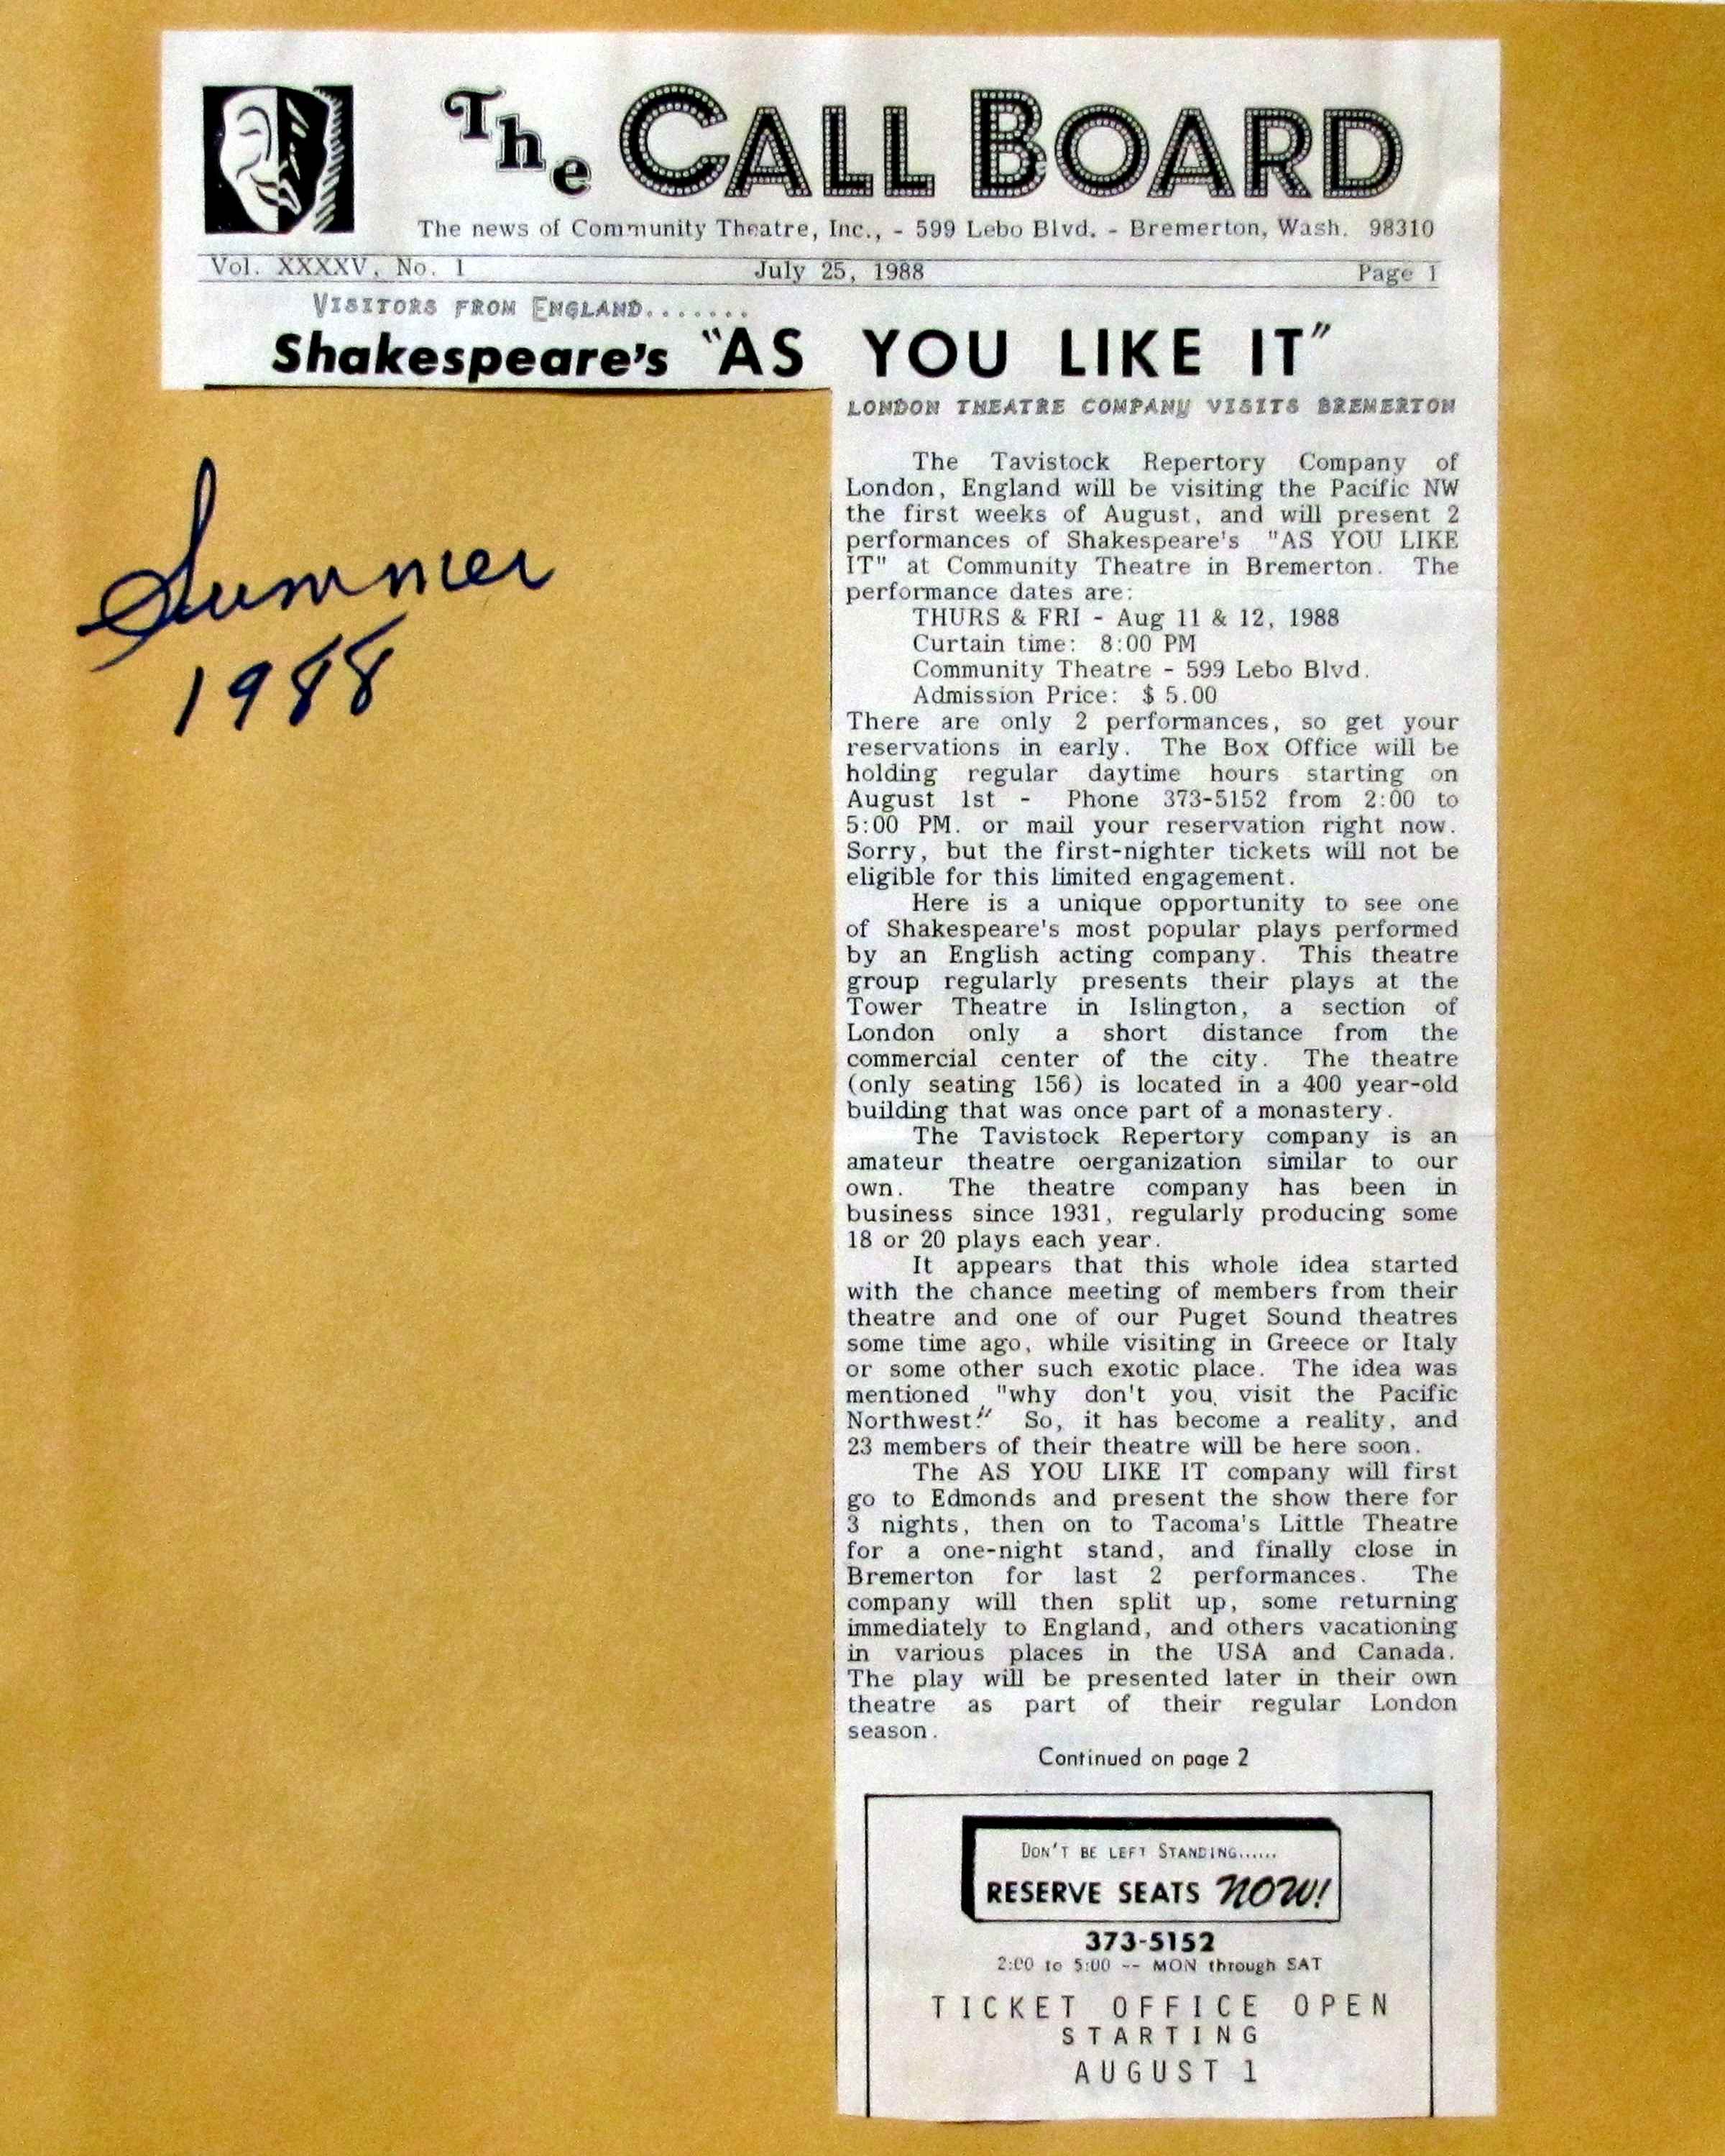 The CALL BOARD
The news of Community Theatre, Inc., - 599 Lebo Blvd. - Bremerton, Wash. 98310
Vol. XXXXV, No. 1 July 25, 1988 Page 1
VISITORS FROM ENGLAND.......
Shakespeare's "AS YOU LIKE IT"
LONDON THEATRE COMPANY VISITS BREMERTON
Summer
1988
The Tavistock Repertory Company of
London, England will be visiting the Pacific NW
the first weeks of August, and will present 2
performances of Shakespeare's "AS YOU LIKE
IT" at Community Theatre in Bremerton. The
performance dates are:
THURS & FRI - Aug 11 & 12, 1988
Curtain time: 8:00 PM
Community Theatre - 599 Lebo Blvd.
Admission Price: $ 5.00
There are only 2 performances, so get your
reservations in early. The Box Office will be
holding regular daytime hours starting on
August 1st - Phone 373-5152 from 2:00 to
5:00 PM. or mail your reservation right now.
Sorry, but the first-nighter tickets will not be
eligible for this limited engagement.
Here is a unique opportunity to see one
of Shakespeare's most popular plays performed
by an English acting company. This theatre
group regularly presents their plays at the
Tower Theatre in Islington, a section of
London only a short distance from the
commercial center of the city. The theatre
(only seating 156) is located in a 400 year-old
building that was once part of a monastery.
The Tavistock Repertory company is an
amateur theatre oerganization similar to our
own. The theatre company has been in
business since 1931, regularly producing some
18 or 20 plays each year.
It appears that this whole idea started
with the chance meeting of members from their
theatre and one of our Puget Sound theatres
some time ago, while visiting in Greece or Italy
or some other such exotic place. The idea was
mentioned "why don't you, visit the Pacific
Northwest!" So, it has become a reality, and
23 members of their theatre will be here soon.
The AS YOU LIKE IT company will first
go to Edmonds and present the show there for
3 nights, then on to Tacoma's Little Theatre
for a one-night stand, and finally close in
Bremerton for last 2 performances. The
company will then split up, some returning
immediately to England, and others vacationing
in various places in the USA and Canada.
The play will be presented later in their own
theatre as part of their regular London
season.
Continued on page 2
DON'T BE LEFT STANDING......
RESERVE SEATS NOW!
373-5152
2:00 to 5:00 -- MON through SAT
TICKET OFFICE OPEN
STARTING
AUGUST 1